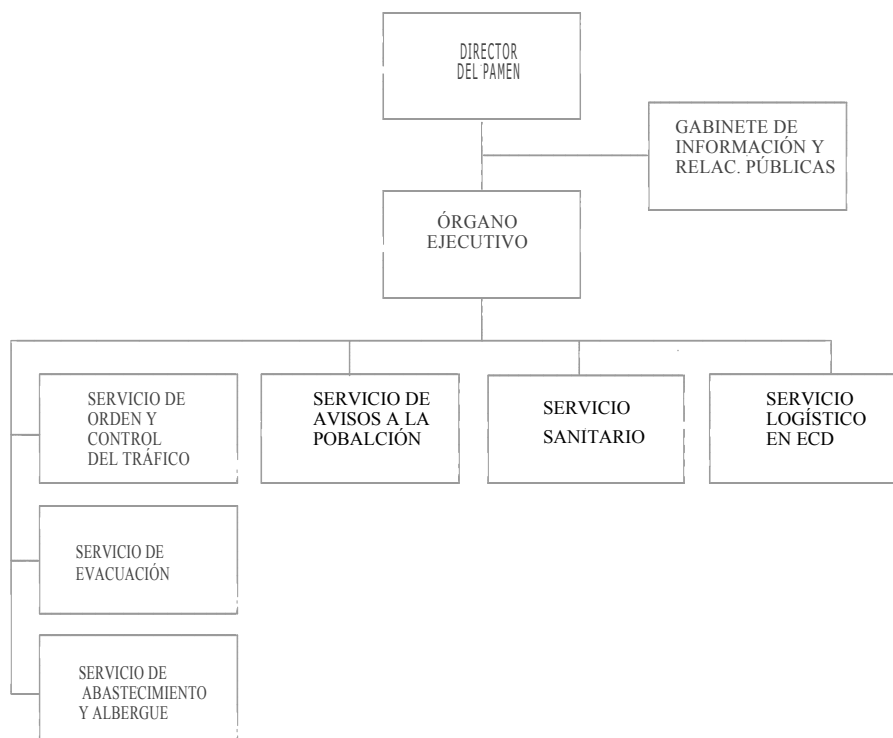 DIRECTOR
DEL PAMEN
GABINETE DE
INFORMACIÓN Y
RELAC. PÚBLICAS
ÓRGANO
EJECUTIVO
SERVICIO DE
ORDEN Y
CONTROL
DEL TRÁFICO
SERVICIO DE
AVISOS A LA
POBALCIÓN
SERVICIO
SANITARIO
SERVICIO
LOGÍSTICO
EN ECD
SERVICIO DE
EVACUACIÓN
SERVICIO DE
ABASTECIMIENTO
Y ALBERGUE